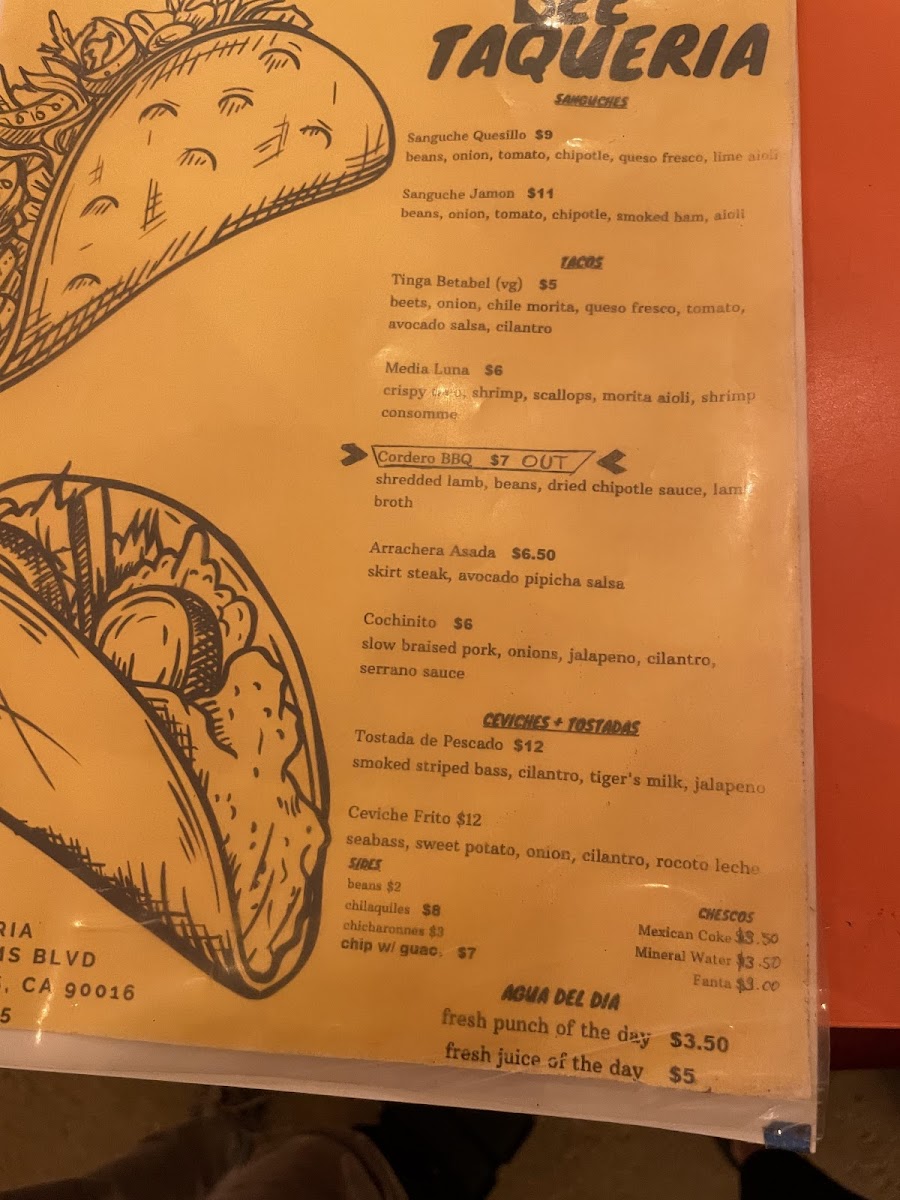 TAQUERIA
SANGUCHES
Sanguche Quesillo $9
beans, onion, tomato, chipotle, queso fresco, lime aioli
Sanguche Jamon $11
beans, onion, tomato, chipotle, smoked ham, aioli
TACOS
Tinga Betabel (vg) $5
beets, onion, chile morita, queso fresco, tomato,
avocado salsa, cilantro
Media Luna $6
crispy shrimp, scallops, morita aioli, shrimp
consomme
Cordero BBQ $7 OUT
shredded lamb, beans, dried chipotle sauce, lam
broth
Arrachera Asada $6.50
skirt steak, avocado pipicha salsa
Cochinito $6
slow braised pork, onions, jalapeno, cilantro,
serrano sauce
CEVICHES + TOSTADAS
Tostada de Pescado $12
smoked striped bass, cilantro, tiger's milk, jalapeno
Ceviche Frito $12
seabass, sweet potato, onion, cilantro, rocoto leche
SIDES
beans $2
chilaquiles $8
chicharonnes $3
chip w/ guac. $7
CHESCOS
Mexican Coke $3.50
Mineral Water $3.50
Fanta $3.00
AGUA DEL DIA
fresh punch of the day $3.50
fresh juice of the day $5
RIA
MS BLVD
, CA 90016
5